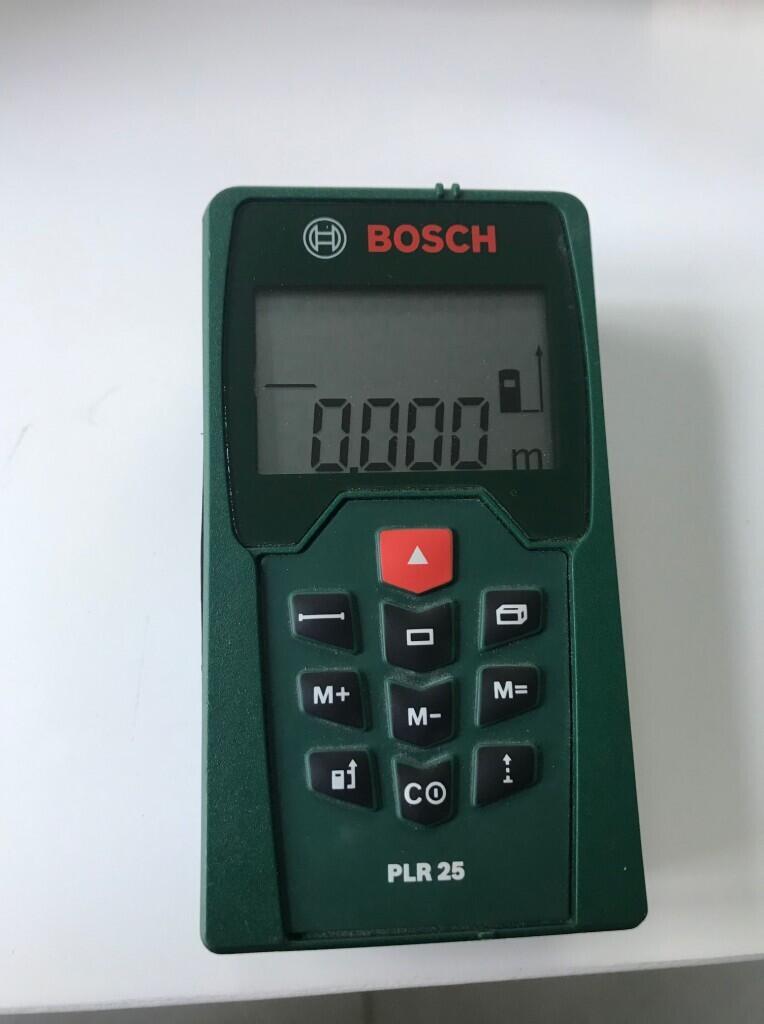 BOSCH
0.000 m
M+ M- M=
C
PLR 25